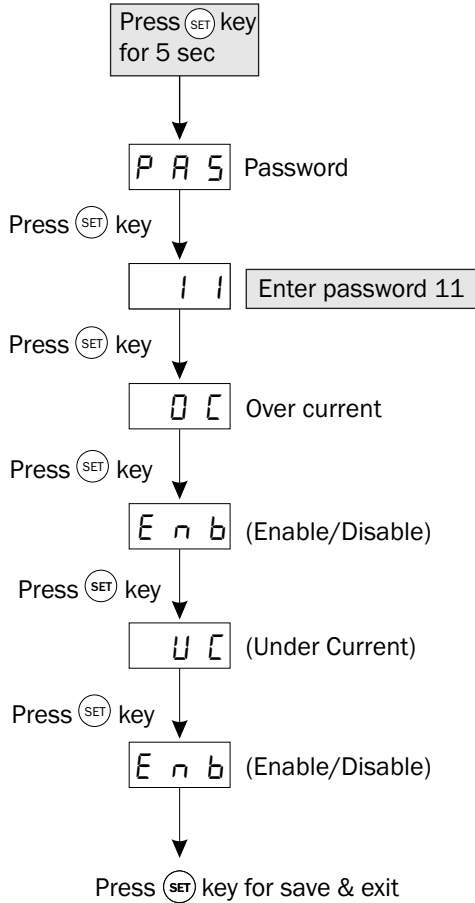 Press SET key
for 5 sec
P A S Password
Press SET key
1 1 Enter password 11
Press SET key
O C Over current
Press SET key
E n b (Enable/Disable)
Press SET key
U C (Under Current)
Press SET key
E n b (Enable/Disable)
Press SET key for save & exit